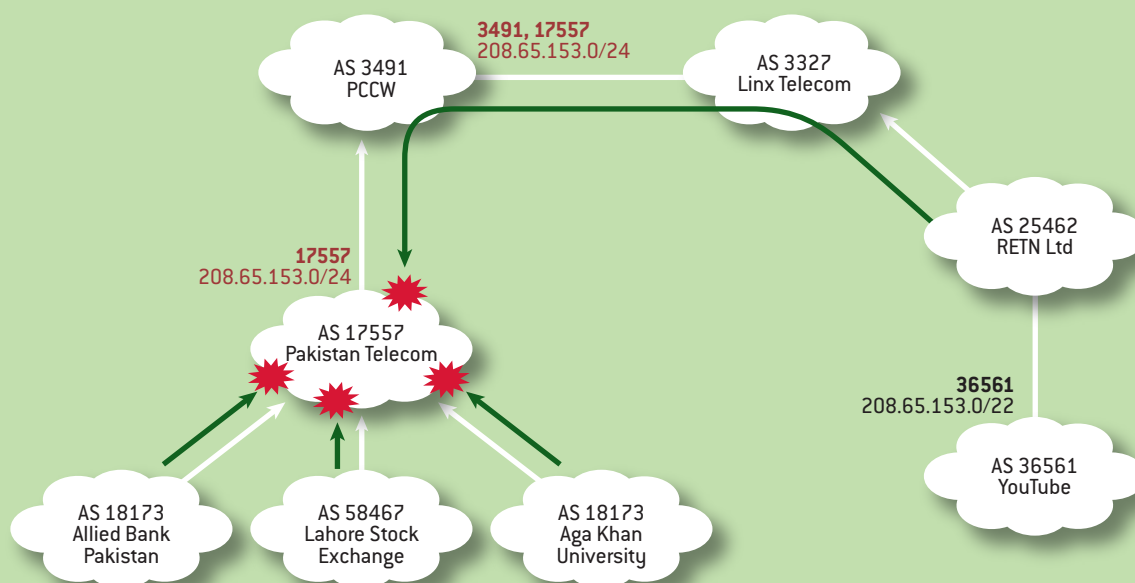 3491, 17557
208.65.153.0/24
AS 3491
PCCW
AS 3327
Linx Telecom
AS 25462
RETN Ltd
17557
208.65.153.0/24
AS 17557
Pakistan Telecom
36561
208.65.153.0/22
AS 36561
YouTube
AS 18173
Allied Bank
Pakistan
AS 58467
Lahore Stock
Exchange
AS 18173
Aga Khan
University